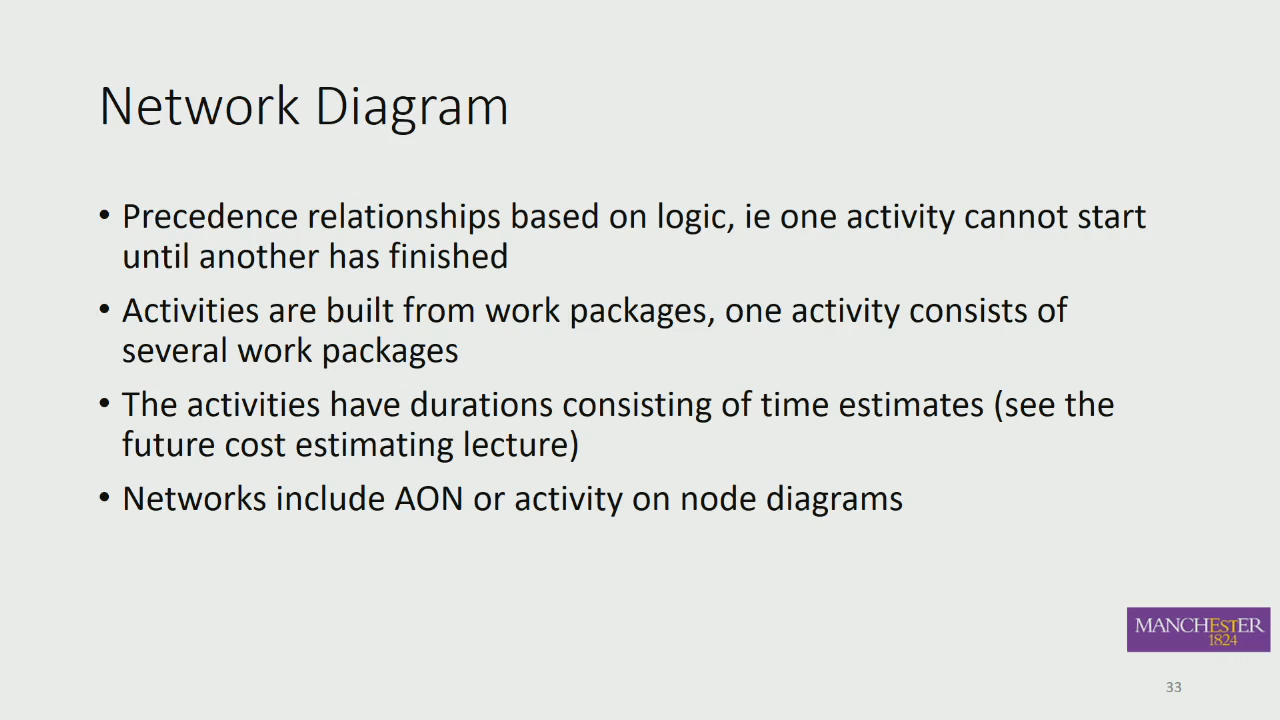 Network Diagram
• Precedence relationships based on logic, ie one activity cannot start
until another has finished
• Activities are built from work packages, one activity consists of
several work packages
• The activities have durations consisting of time estimates (see the
future cost estimating lecture)
• Networks include AON or activity on node diagrams
MANCHEsTER
1824
33